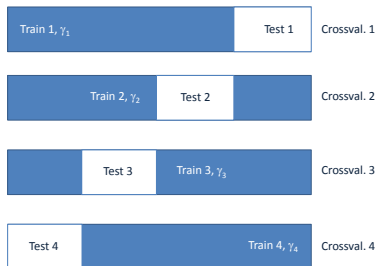 Train 1, γ₁ Test 1 Crossval. 1
Train 2, γ₂ Test 2 Crossval. 2
Test 3 Train 3, γ₃ Crossval. 3
Test 4 Train 4, γ₄ Crossval. 4